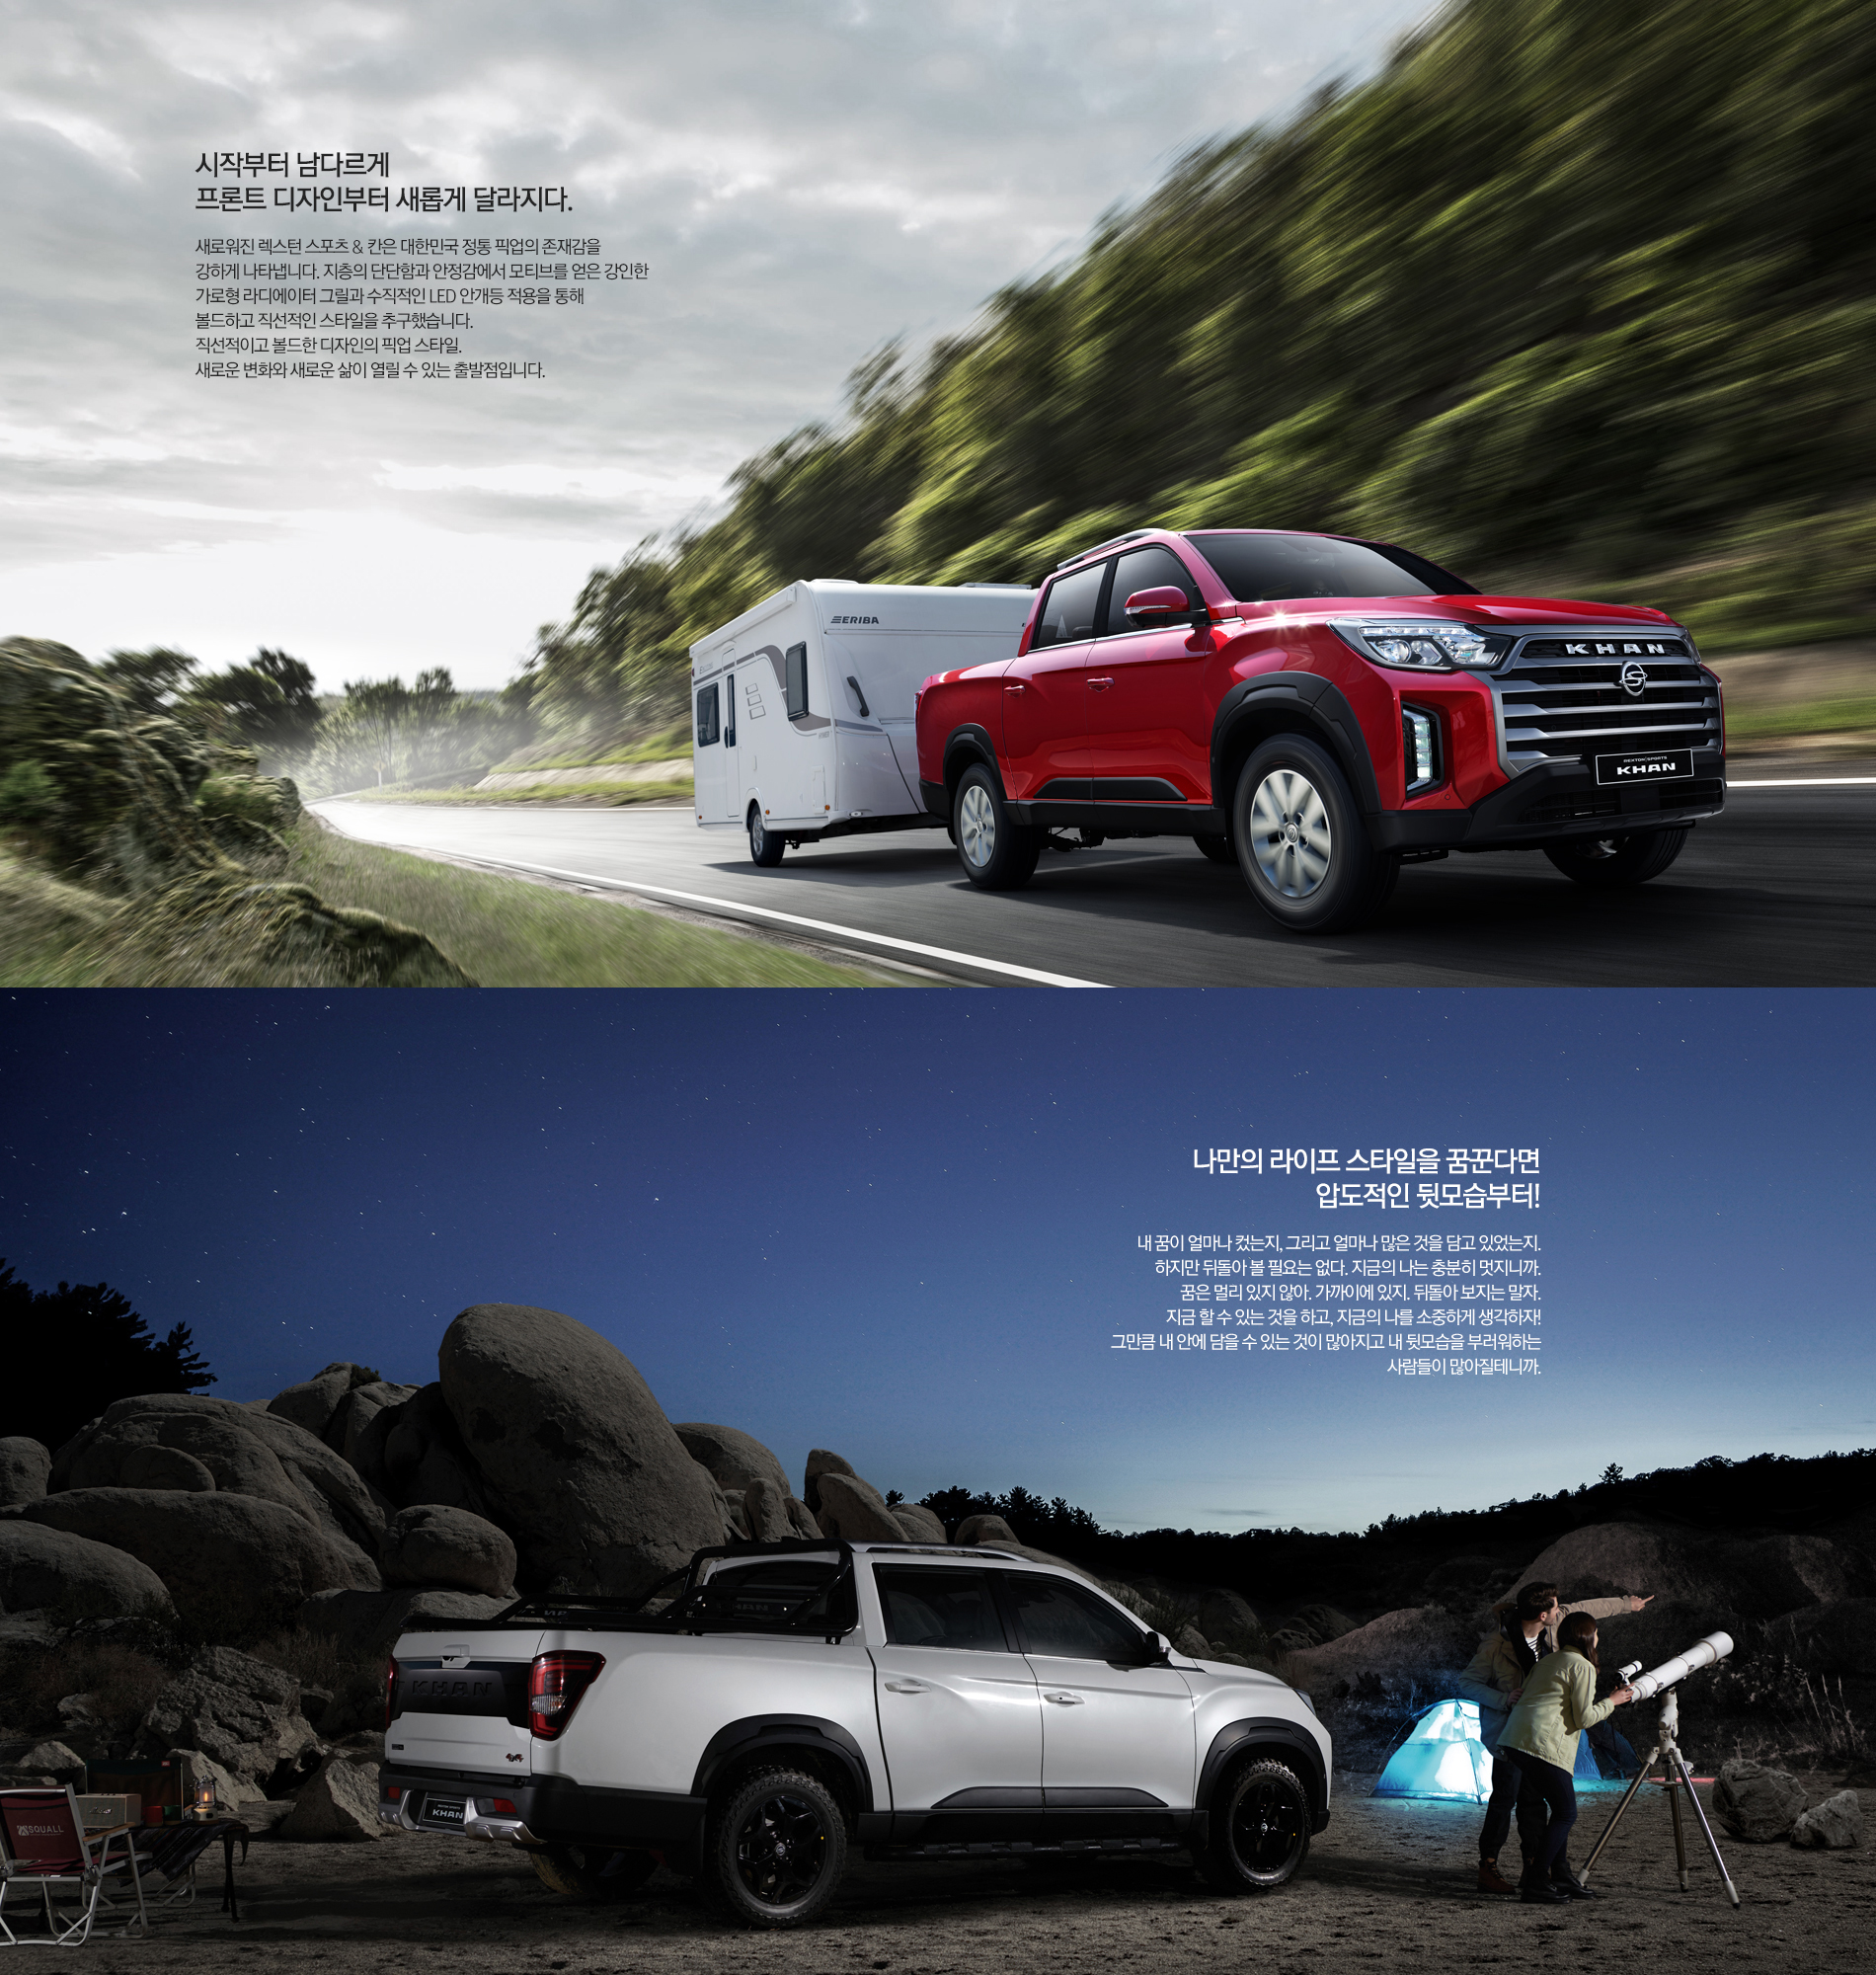 시작부터 남다르게
프론트 디자인부터 새롭게 달라지다.
새로워진 렉스턴 스포츠 & 칸은 대한민국 정통 픽업의 존재감을
강하게 나타냅니다. 지층의 단단함과 안정감에서 모티브를 얻은 강인한
가로형 라디에이터 그릴과 수직적인 LED 안개등 적용을 통해
볼드하고 직선적인 스타일을 추구했습니다.
직선적이고 볼드한 디자인의 픽업 스타일.
새로운 변화와 새로운 삶이 열릴 수 있는 출발점입니다.
ERIBA
KHAN
REXTON SPORTS
KHAN
나만의 라이프 스타일을 꿈꾼다면
압도적인 뒷모습부터!
내 꿈이 얼마나 컸는지, 그리고 얼마나 많은 것을 담고 있었는지.
하지만 뒤돌아 볼 필요는 없다. 지금의 나는 충분히 멋지니까.
꿈은 멀리 있지 않아. 가까이에 있지. 뒤돌아 보지는 말자.
지금 할 수 있는 것을 하고, 지금의 나를 소중하게 생각하자!
그만큼 내 안에 담을 수 있는 것이 많아지고 내 뒷모습을 부러워하는
사람들이 많아질테니까.
KHAN
KHAN
SQUALL